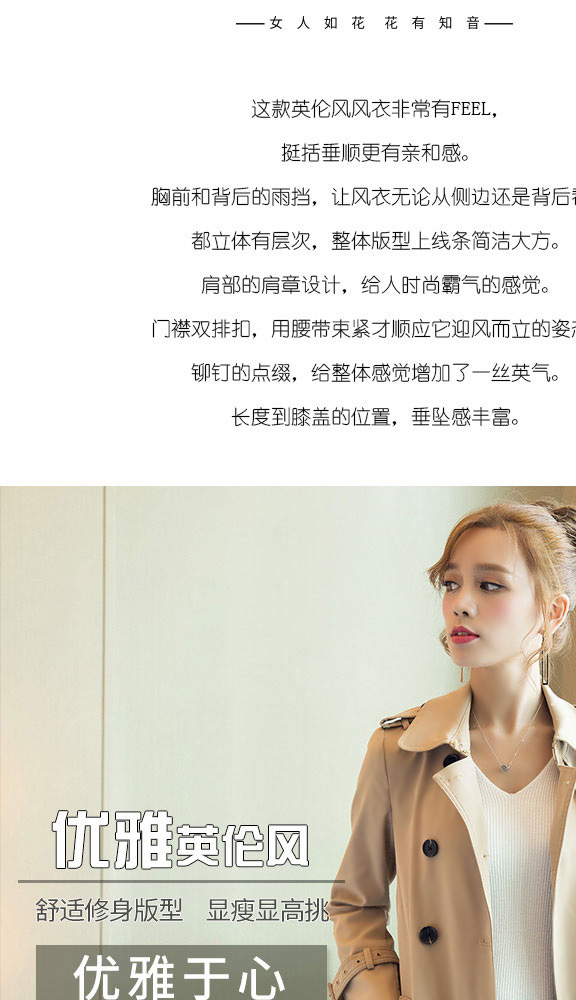 女人如花 花有知音
这款英伦风风衣非常有FEEL，
挺括垂顺更有亲和感。
胸前和背后的雨挡，让风衣无论从侧边还是背后看
都立体有层次，整体版型上线条简洁大方。
肩部的肩章设计，给人时尚霸气的感觉。
门襟双排扣，用腰带束紧才顺应它迎风而立的姿态
铆钉的点缀，给整体感觉增加了一丝英气。
长度到膝盖的位置，垂坠感丰富。
优雅英伦风
舒适修身版型 显瘦显高挑
优雅于心